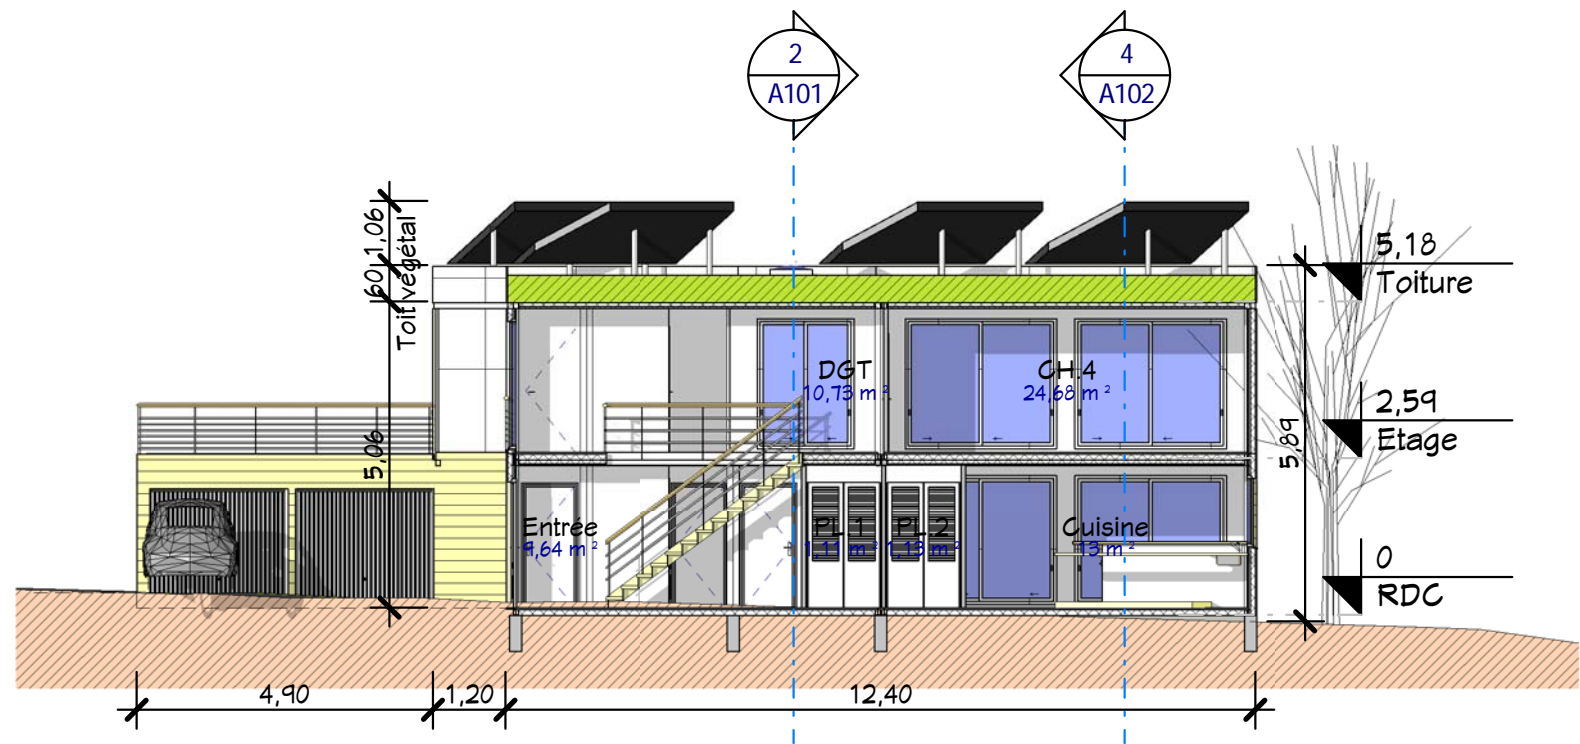 2
A101
4
A102
1,06
60
Toit végétal
5,06
5,18
Toiture
DGT
10,73 m²
CH.4
24,68 m²
2,59
Etage
5,89
Entrée
9,64 m²
PL.1
1,11 m²
PL.2
1,13 m²
Cuisine
13 m²
0
RDC
4,90
1,20
12,40